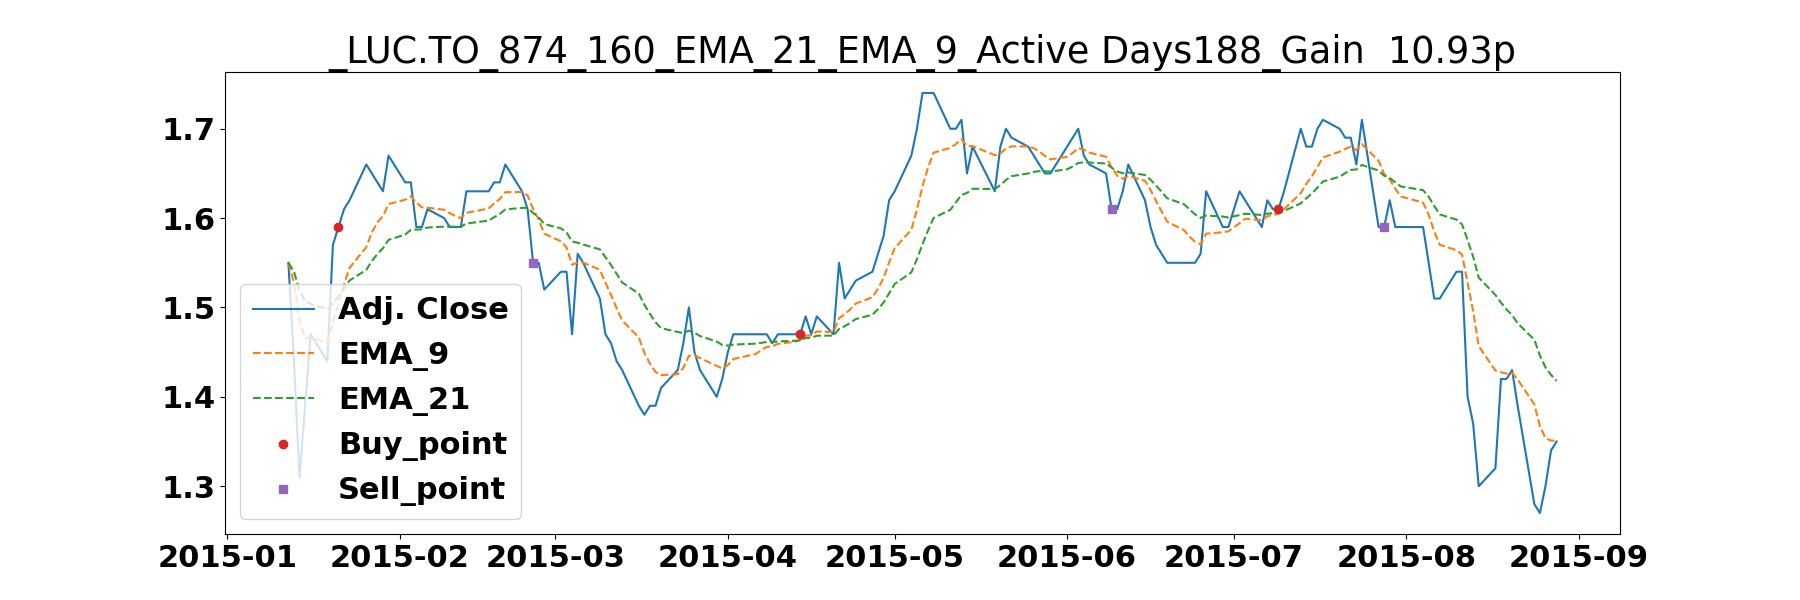 _LUC.TO_874_160_EMA_21_EMA_9_Active Days188_Gain  10.93p
1.7
1.6
1.5
1.4
1.3
Adj. Close
EMA_9
EMA_21
Buy_point
Sell_point
2015-01 2015-02 2015-03 2015-04 2015-05 2015-06 2015-07 2015-08 2015-09